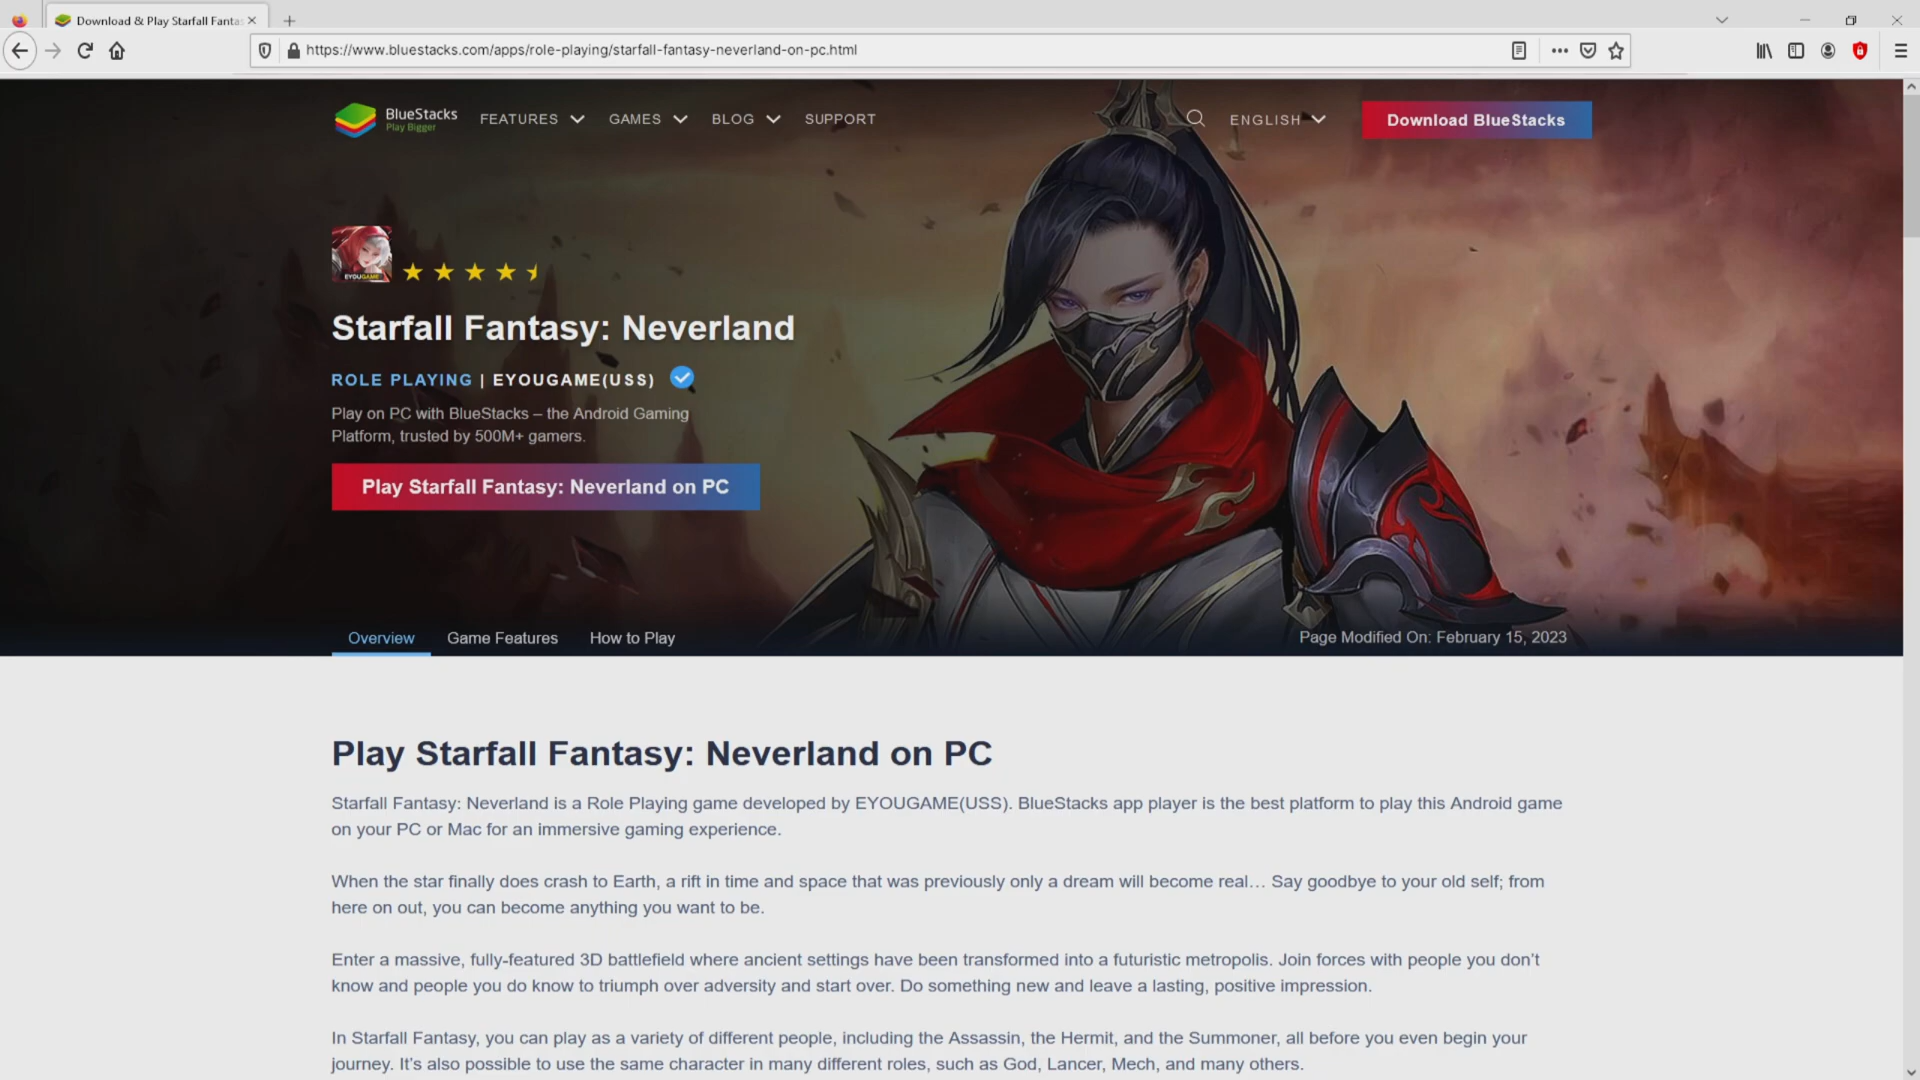 Download & Play Starfall Fanta
https://www.bluestacks.com/apps/role-playing/starfall-fantasy-neverland-on-pc.html
BlueStacks
Play Bigger
FEATURES
GAMES
BLOG
SUPPORT
ENGLISH
Download BlueStacks
EYOUGAME
Starfall Fantasy: Neverland
ROLE PLAYING | EYOUGAME(USS)
Play on PC with BlueStacks – the Android Gaming
Platform, trusted by 500M+ gamers.
Play Starfall Fantasy: Neverland on PC
Overview
Game Features
How to Play
Page Modified On: February 15, 2023
Play Starfall Fantasy: Neverland on PC
Starfall Fantasy: Neverland is a Role Playing game developed by EYOUGAME(USS). BlueStacks app player is the best platform to play this Android game
on your PC or Mac for an immersive gaming experience.
When the star finally does crash to Earth, a rift in time and space that was previously only a dream will become real… Say goodbye to your old self; from
here on out, you can become anything you want to be.
Enter a massive, fully-featured 3D battlefield where ancient settings have been transformed into a futuristic metropolis. Join forces with people you don’t
know and people you do know to triumph over adversity and start over. Do something new and leave a lasting, positive impression.
In Starfall Fantasy, you can play as a variety of different people, including the Assassin, the Hermit, and the Summoner, all before you even begin your
journey. It’s also possible to use the same character in many different roles, such as God, Lancer, Mech, and many others.